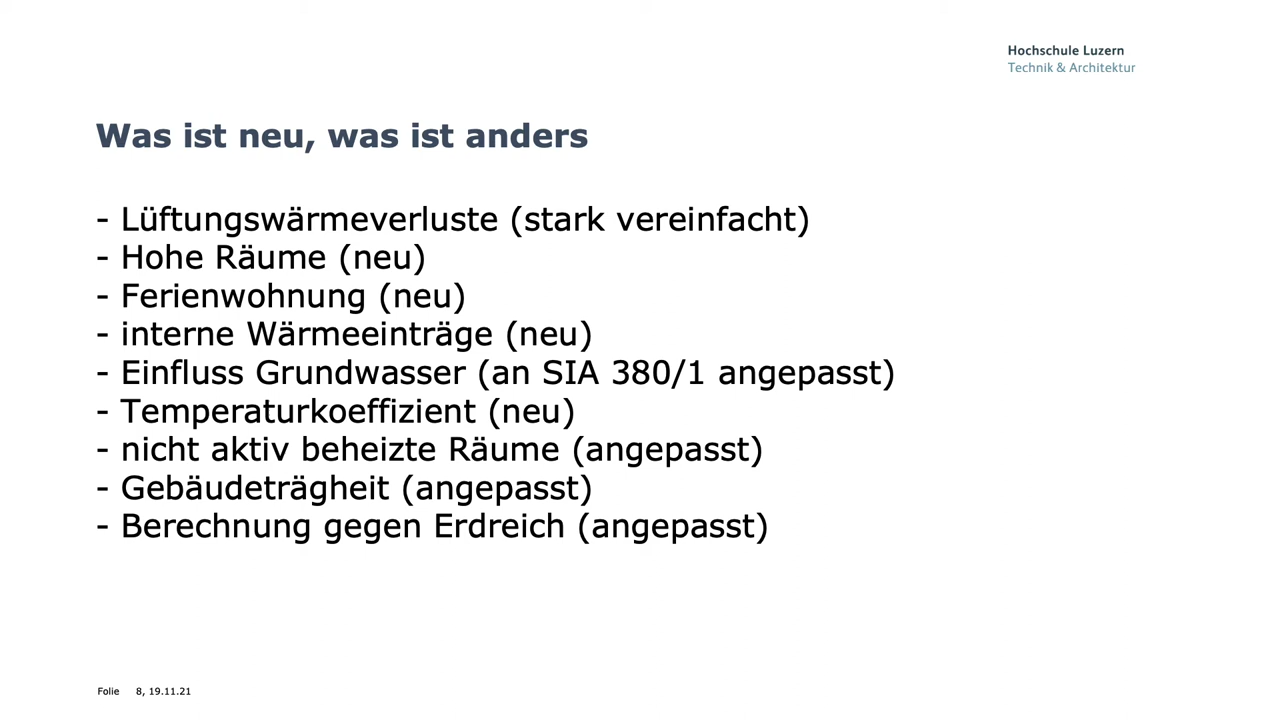 Hochschule Luzern
Technik & Architektur
Was ist neu, was ist anders
- Lüftungswärmeverluste (stark vereinfacht)
- Hohe Räume (neu)
- Ferienwohnung (neu)
- interne Wärmeeinträge (neu)
- Einfluss Grundwasser (an SIA 380/1 angepasst)
- Temperaturkoeffizient (neu)
- nicht aktiv beheizte Räume (angepasst)
- Gebäudeträgheit (angepasst)
- Berechnung gegen Erdreich (angepasst)
Folie 8, 19.11.21